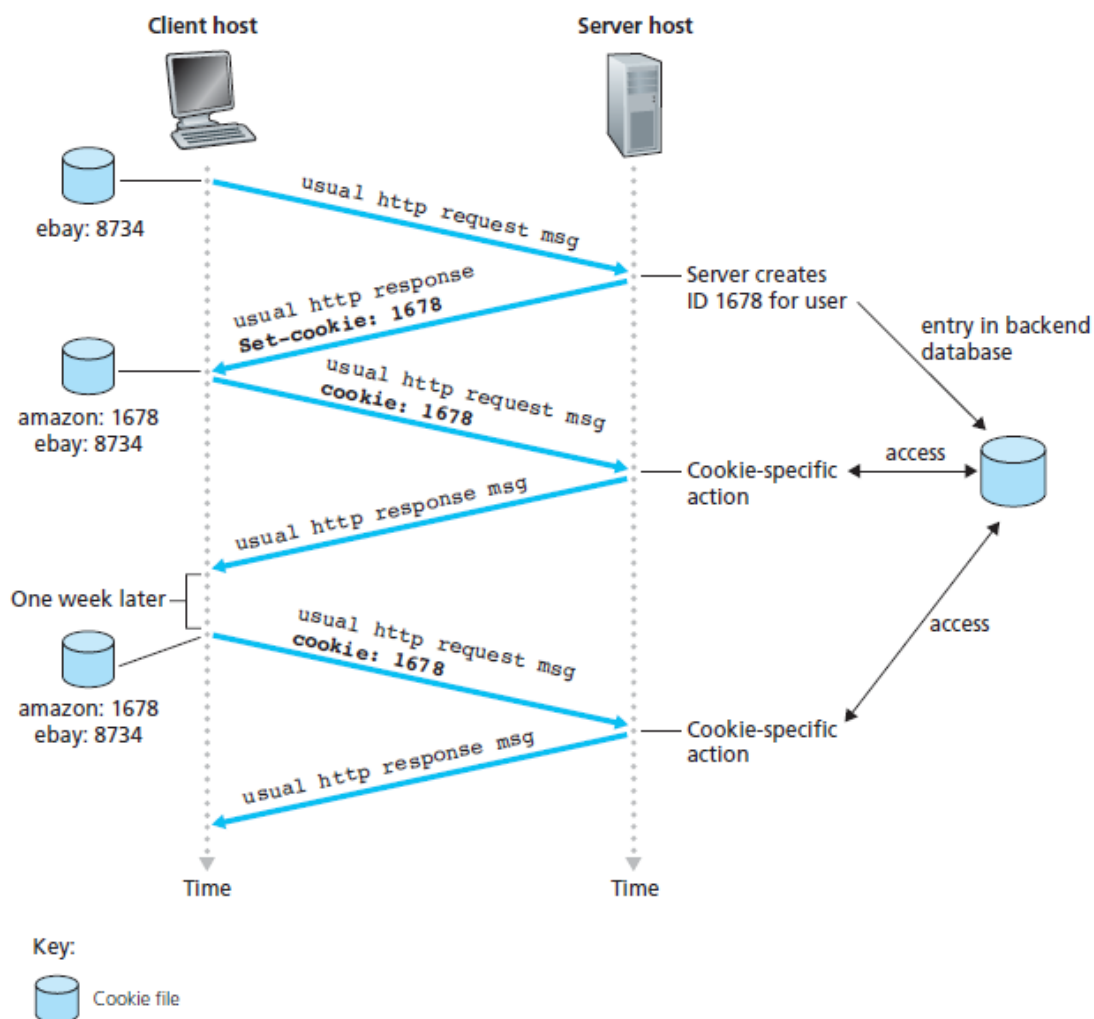 Client host
Server host
ebay: 8734
usual http request msg
Server creates
ID 1678 for user
entry in backend
database
usual http response
Set-cookie: 1678
amazon: 1678
ebay: 8734
usual http request msg
cookie: 1678
Cookie-specific
action
access
usual http response msg
One week later
amazon: 1678
ebay: 8734
usual http request msg
cookie: 1678
access
Cookie-specific
action
usual http response msg
Time
Time
Key:
Cookie file